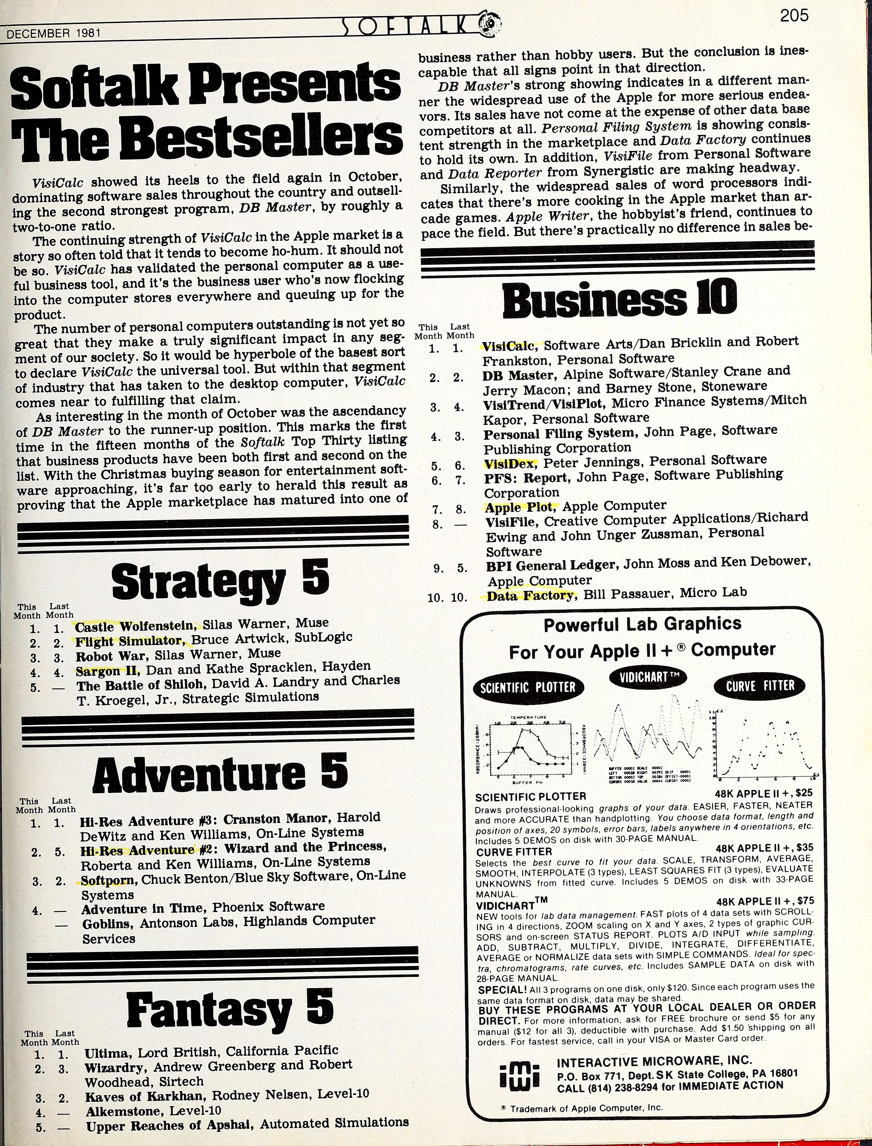 DECEMBER 1981
SOFTALK
205
Softalk Presents
The Bestsellers
VisiCalc showed its heels to the field again in October,
dominating software sales throughout the country and outsell-
ing the second strongest program, DB Master, by roughly a
two-to-one ratio.
The continuing strength of VisiCalc in the Apple market is a
story so often told that it tends to become ho-hum. It should not
be so. VisiCalc has validated the personal computer as a use-
ful business tool, and it's the business user who's now flocking
into the computer stores everywhere and queuing up for the
product.
The number of personal computers outstanding is not yet so
great that they make a truly significant impact in any seg-
ment of our society. So it would be hyperbole of the basest sort
to declare VisiCalc the universal tool. But within that segment
of industry that has taken to the desktop computer, VisiCalc
comes near to fulfilling that claim.
As interesting in the month of October was the ascendancy
of DB Master to the runner-up position. This marks the first
time in the fifteen months of the Softalk Top Thirty listing
that business products have been both first and second on the
list. With the Christmas buying season for entertainment soft-
ware approaching, it's far too early to herald this result as
proving that the Apple marketplace has matured into one of
business rather than hobby users. But the conclusion is ines-
capable that all signs point in that direction.
DB Master's strong showing indicates in a different man-
ner the widespread use of the Apple for more serious endea-
vors. Its sales have not come at the expense of other data base
competitors at all. Personal Filing System is showing consis-
tent strength in the marketplace and Data Factory continues
to hold its own. In addition, VisiFile from Personal Software
and Data Reporter from Synergistic are making headway.
Similarly, the widespread sales of word processors indi-
cates that there's more cooking in the Apple market than ar-
cade games. Apple Writer, the hobbyist's friend, continues to
pace the field. But there's practically no difference in sales be-
Strategy 5
This Last
Month Month
1. 1. Castle Wolfenstein, Silas Warner, Muse
2. 2. Flight Simulator, Bruce Artwick, SubLogic
3. 3. Robot War, Silas Warner, Muse
4. 4. Sargon II, Dan and Kathe Spracklen, Hayden
5. — The Battle of Shiloh, David A. Landry and Charles
T. Kroegel, Jr., Strategic Simulations
Adventure 5
This Last
Month Month
1. 1. Hi-Res Adventure #3: Cranston Manor, Harold
DeWitz and Ken Williams, On-Line Systems
2. 5. Hi-Res Adventure #2: Wizard and the Princess,
Roberta and Ken Williams, On-Line Systems
3. 2. Softporn, Chuck Benton/Blue Sky Software, On-Line
Systems
4. — Adventure in Time, Phoenix Software
— Goblins, Antonson Labs, Highlands Computer
Services
Fantasy 5
This Last
Month Month
1. 1. Ultima, Lord British, California Pacific
2. 3. Wizardry, Andrew Greenberg and Robert
Woodhead, Sirtech
3. 2. Kaves of Karkhan, Rodney Nelsen, Level-10
4. — Alkemstone, Level-10
5. — Upper Reaches of Apshai, Automated Simulations
Business 10
This Last
Month Month
1. 1. VisiCalc, Software Arts/Dan Bricklin and Robert
Frankston, Personal Software
2. 2. DB Master, Alpine Software/Stanley Crane and
Jerry Macon; and Barney Stone, Stoneware
3. 4. VisiTrend/VisiPlot, Micro Finance Systems/Mitch
Kapor, Personal Software
4. 3. Personal Filing System, John Page, Software
Publishing Corporation
5. 6. VisiDex, Peter Jennings, Personal Software
6. 7. PFS: Report, John Page, Software Publishing
Corporation
7. 8. Apple Plot, Apple Computer
8. — VisiFile, Creative Computer Applications/Richard
Ewing and John Unger Zussman, Personal
Software
9. 5. BPI General Ledger, John Moss and Ken Debower,
Apple Computer
10. 10. Data Factory, Bill Passauer, Micro Lab
Powerful Lab Graphics
For Your Apple II + ® Computer
SCIENTIFIC PLOTTER
VIDICHART™
CURVE FITTER
TEMPERATURE
BUFFER PH
SCIENTIFIC PLOTTER 48K APPLE II +, $25
Draws professional-looking graphs of your data. EASIER, FASTER, NEATER
and more ACCURATE than handplotting. You choose data format, length and
position of axes, 20 symbols, error bars, labels anywhere in 4 orientations, etc.
Includes 5 DEMOS on disk with 30-PAGE MANUAL.
CURVE FITTER 48K APPLE II +, $35
Selects the best curve to fit your data. SCALE, TRANSFORM, AVERAGE,
SMOOTH, INTERPOLATE (3 types), LEAST SQUARES FIT (3 types), EVALUATE
UNKNOWNS from fitted curve. Includes 5 DEMOS on disk with 33-PAGE
MANUAL.
VIDICHART™ 48K APPLE II +, $75
NEW tools for lab data management. FAST plots of 4 data sets with SCROLL-
ING in 4 directions, ZOOM scaling on X and Y axes, 2 types of graphic CUR-
SORS and on-screen STATUS REPORT. PLOTS A/D INPUT while sampling.
ADD, SUBTRACT, MULTIPLY, DIVIDE, INTEGRATE, DIFFERENTIATE,
AVERAGE or NORMALIZE data sets with SIMPLE COMMANDS. Ideal for spec-
tra, chromatograms, rate curves, etc. Includes SAMPLE DATA on disk with
28-PAGE MANUAL.
SPECIAL! All 3 programs on one disk, only $120. Since each program uses the
same data format on disk, data may be shared.
BUY THESE PROGRAMS AT YOUR LOCAL DEALER OR ORDER
DIRECT. For more information, ask for FREE brochure or send $5 for any
manual ($12 for all 3), deductible with purchase. Add $1.50 shipping on all
orders. For fastest service, call in your VISA or Master Card order.
INTERACTIVE MICROWARE, INC.
P.O. Box 771, Dept. SK State College, PA 16801
CALL (814) 238-8294 for IMMEDIATE ACTION
® Trademark of Apple Computer, Inc.